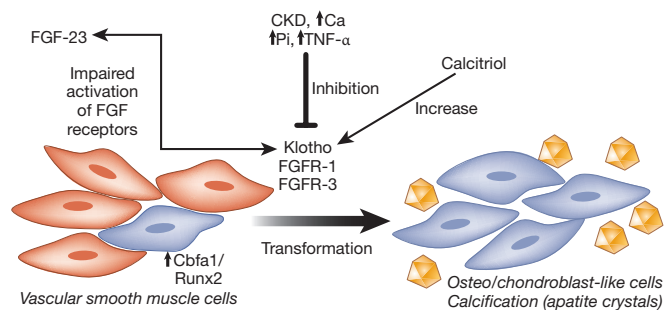 FGF-23
CKD, ↑Ca
↑Pi, ↑TNF-α
Impaired
activation
of FGF
receptors
Inhibition
Calcitriol
Increase
Klotho
FGFR-1
FGFR-3
Transformation
↑Cbfa1/
Runx2
Vascular smooth muscle cells
Osteo/chondroblast-like cells
Calcification (apatite crystals)